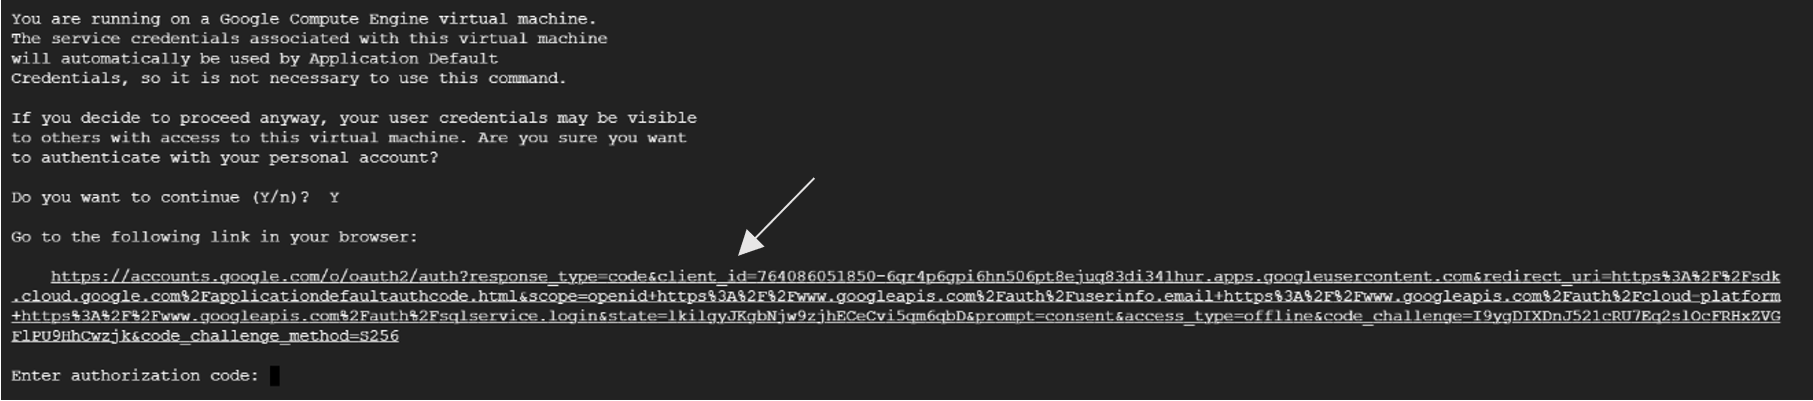 You are running on a Google Compute Engine virtual machine.
The service credentials associated with this virtual machine
will automatically be used by Application Default
Credentials, so it is not necessary to use this command.
If you decide to proceed anyway, your user credentials may be visible
to others with access to this virtual machine. Are you sure you want
to authenticate with your personal account?
Do you want to continue (Y/n)?  Y
Go to the following link in your browser:
https://accounts.google.com/o/oauth2/auth?response_type=code&client_id=764086051850-6qr4p6gpi6hn506pt8ejuq83di341hur.apps.googleusercontent.com&redirect_uri=https%3A%2F%2Fsdk
.cloud.google.com%2Fapplicationdefaultauthcode.html&scope=openid+https%3A%2F%2Fwww.googleapis.com%2Fauth%2Fuserinfo.email+https%3A%2F%2Fwww.googleapis.com%2Fauth%2Fcloud-platform
+https%3A%2F%2Fwww.googleapis.com%2Fauth%2Fsqlservice.login&state=lkilgyJKgbNjw9zjhECeCvi5qm6qbD&prompt=consent&access_type=offline&code_challenge=I9ygDIXDnJ521cRU7Eq2slOcFRHxZVG
FlPU9HhCwzjk&code_challenge_method=S256
Enter authorization code: